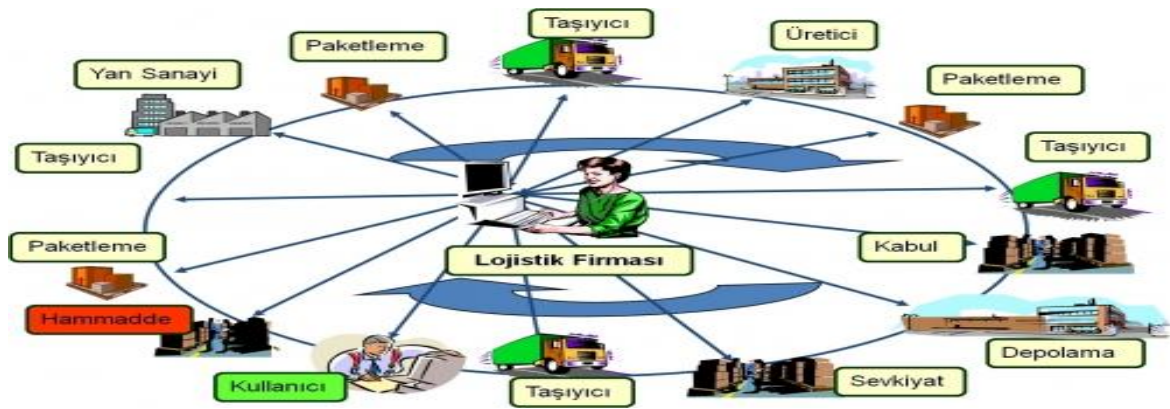 Taşıyıcı
Paketleme
Üretici
Yan Sanayi
Paketleme
Taşıyıcı
Taşıyıcı
Paketleme
Kabul
Lojistik Firması
Hammadde
Depolama
Kullanıcı
Taşıyıcı
Sevkiyat